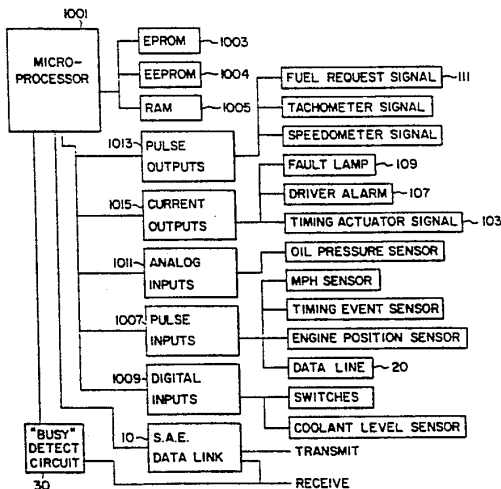 1001
MICRO-
PROCESSOR
EPROM 1003
EEPROM 1004
RAM 1005
1013 PULSE
OUTPUTS
FUEL REQUEST SIGNAL 111
TACHOMETER SIGNAL
SPEEDOMETER SIGNAL
1015 CURRENT
OUTPUTS
FAULT LAMP 109
DRIVER ALARM 107
TIMING ACTUATOR SIGNAL 103
1011 ANALOG
INPUTS
OIL PRESSURE SENSOR
1007 PULSE
INPUTS
MPH SENSOR
TIMING EVENT SENSOR
ENGINE POSITION SENSOR
DATA LINE 20
1009 DIGITAL
INPUTS
SWITCHES
COOLANT LEVEL SENSOR
"BUSY"
DETECT
CIRCUIT
30
10 S.A.E.
DATA LINK
TRANSMIT
RECEIVE